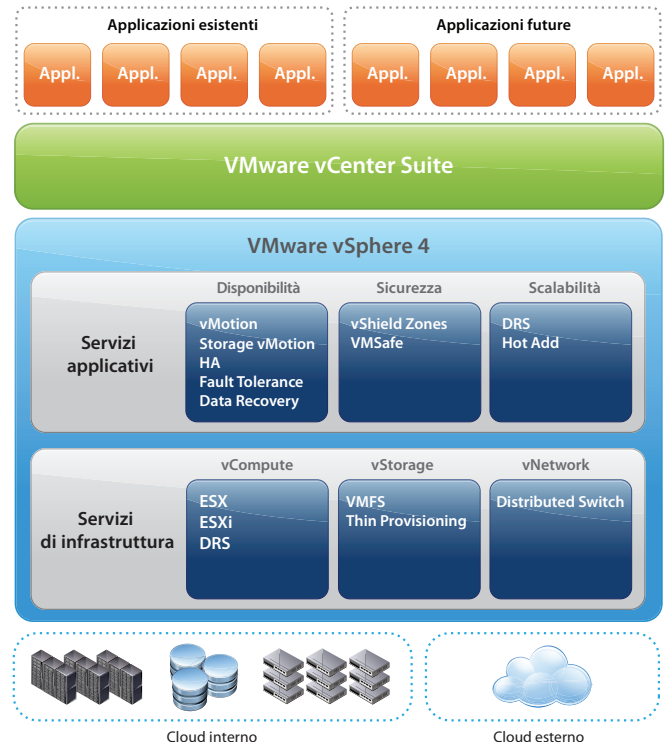 Applicazioni esistenti
Appl. Appl. Appl. Appl.
Applicazioni future
Appl. Appl. Appl. Appl.
VMware vCenter Suite
VMware vSphere 4
Servizi
applicativi
Disponibilità
vMotion
Storage vMotion
HA
Fault Tolerance
Data Recovery
Sicurezza
vShield Zones
VMSafe
Scalabilità
DRS
Hot Add
Servizi
di infrastruttura
vCompute
ESX
ESXi
DRS
vStorage
VMFS
Thin Provisioning
vNetwork
Distributed Switch
Cloud interno
Cloud esterno